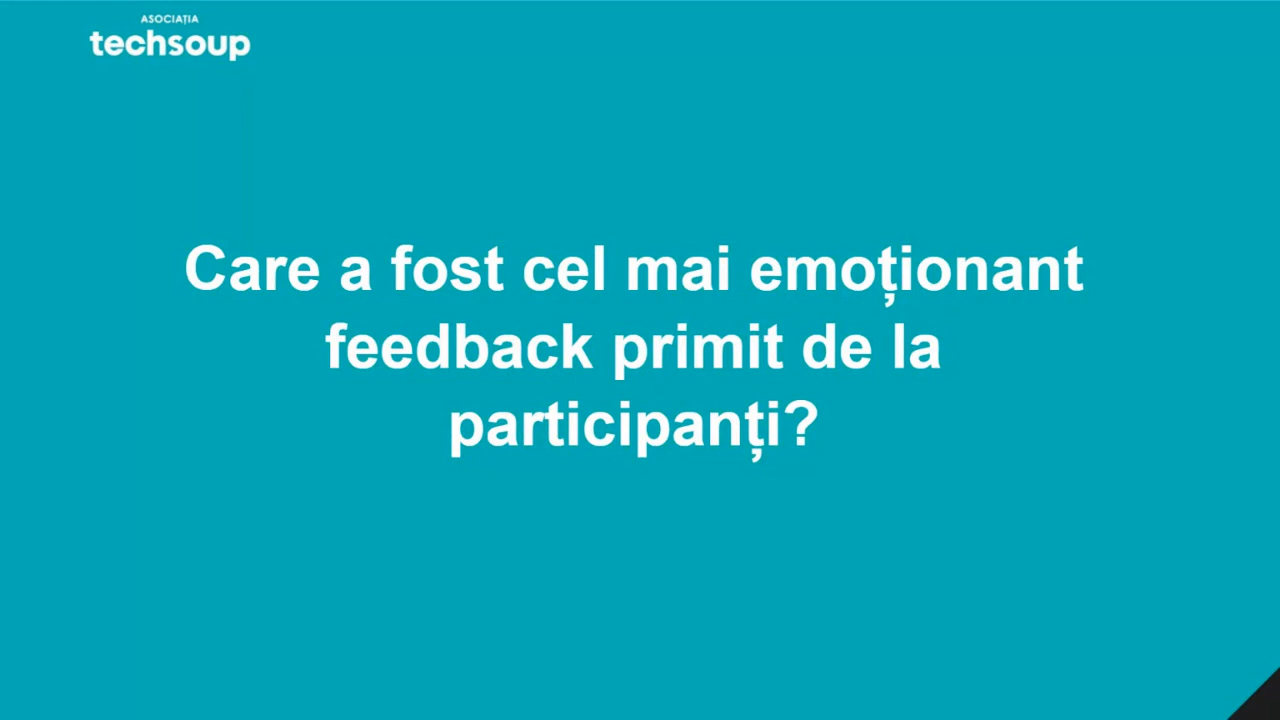 ASOCIAȚIA
techsoup
Care a fost cel mai emoționant
feedback primit de la
participanți?